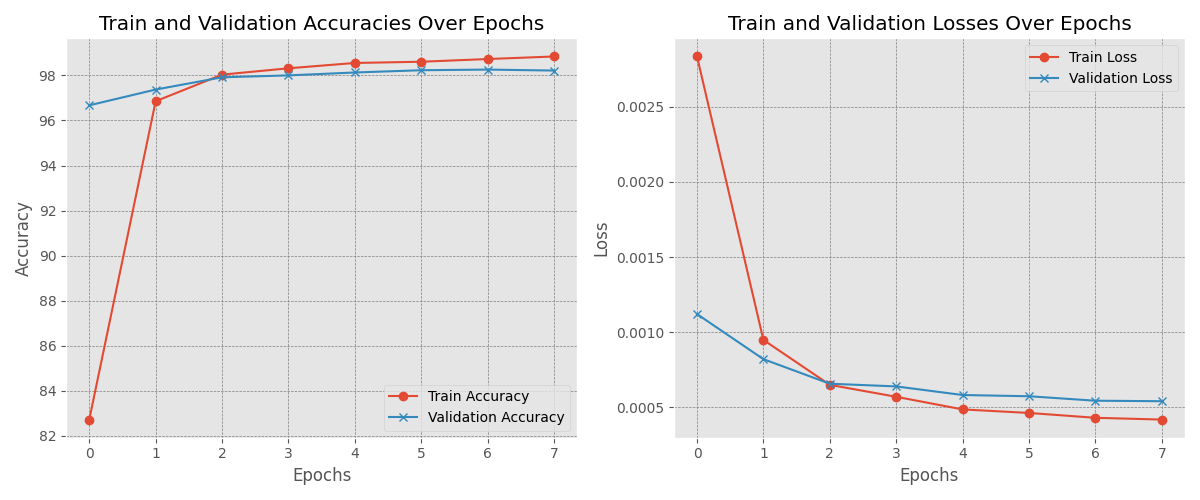 Train and Validation Accuracies Over Epochs
98
96
94
92
90
88
86
84
82
Accuracy
Train Accuracy
Validation Accuracy
0 1 2 3 4 5 6 7
Epochs
Train and Validation Losses Over Epochs
Train Loss
Validation Loss
0.0025
0.0020
0.0015
0.0010
0.0005
Loss
0 1 2 3 4 5 6 7
Epochs